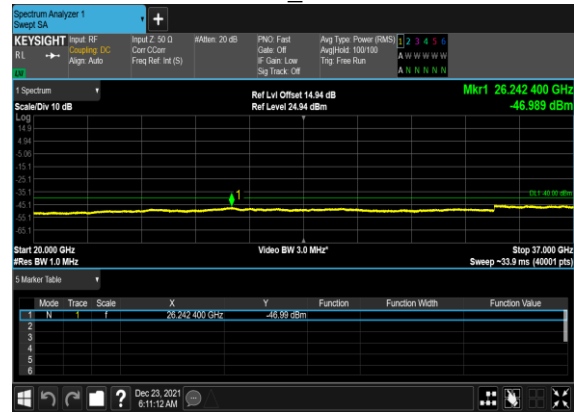 Spectrum Analyzer 1
Swept SA
+
KEYSIGHT Input: RF Input Z: 50 Ω #Atten: 20 dB PNO: Fast Avg Type: Power (RMS) 1 2 3 4 5 6
RL Coupling: DC Corr CCorr Gate: Off Avg|Hold: 100/100 A W W W W W
Align: Auto Freq Ref: Int (S) IF Gain: Low Trig: Free Run
Sig Track: Off A N N N N N
1 Spectrum Ref Lvl Offset 14.94 dB Mkr1 26.242 400 GHz
Scale/Div 10 dB Ref Level 24.94 dBm -46.989 dBm
Log
14.9
4.94
-5.06
-15.1
-25.1
-35.1
1
DL1 -40.00 dBm
-45.1
-55.1
-65.1
Start 20.000 GHz Video BW 3.0 MHz* Stop 37.000 GHz
#Res BW 1.0 MHz Sweep ~33.9 ms (40001 pts)
5 Marker Table
Mode Trace Scale X Y Function Function Width Function Value
1 N 1 f 26.242 400 GHz -46.99 dBm
2
3
4
5
6
? Dec 23, 2021
6:11:12 AM